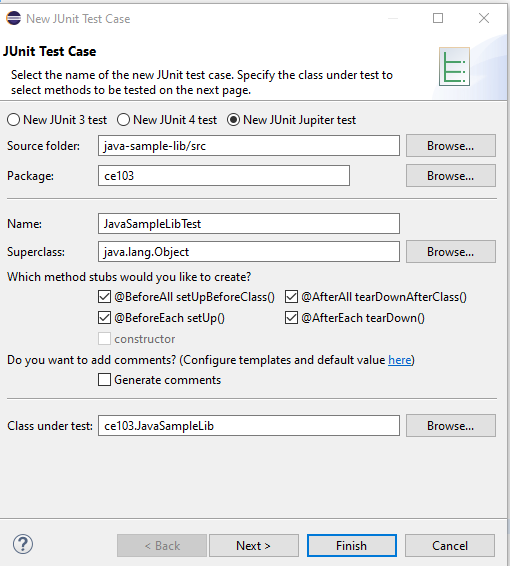 New JUnit Test Case
JUnit Test Case
Select the name of the new JUnit test case. Specify the class under test to
select methods to be tested on the next page.
New JUnit 3 test New JUnit 4 test New JUnit Jupiter test
Source folder: java-sample-lib/src Browse...
Package: ce103 Browse...
Name: JavaSampleLibTest
Superclass: java.lang.Object Browse...
Which method stubs would you like to create?
@BeforeAll setUpBeforeClass() @AfterAll tearDownAfterClass()
@BeforeEach setUp() @AfterEach tearDown()
constructor
Do you want to add comments? (Configure templates and default value here)
Generate comments
Class under test: ce103.JavaSampleLib Browse...
? < Back Next > Finish Cancel